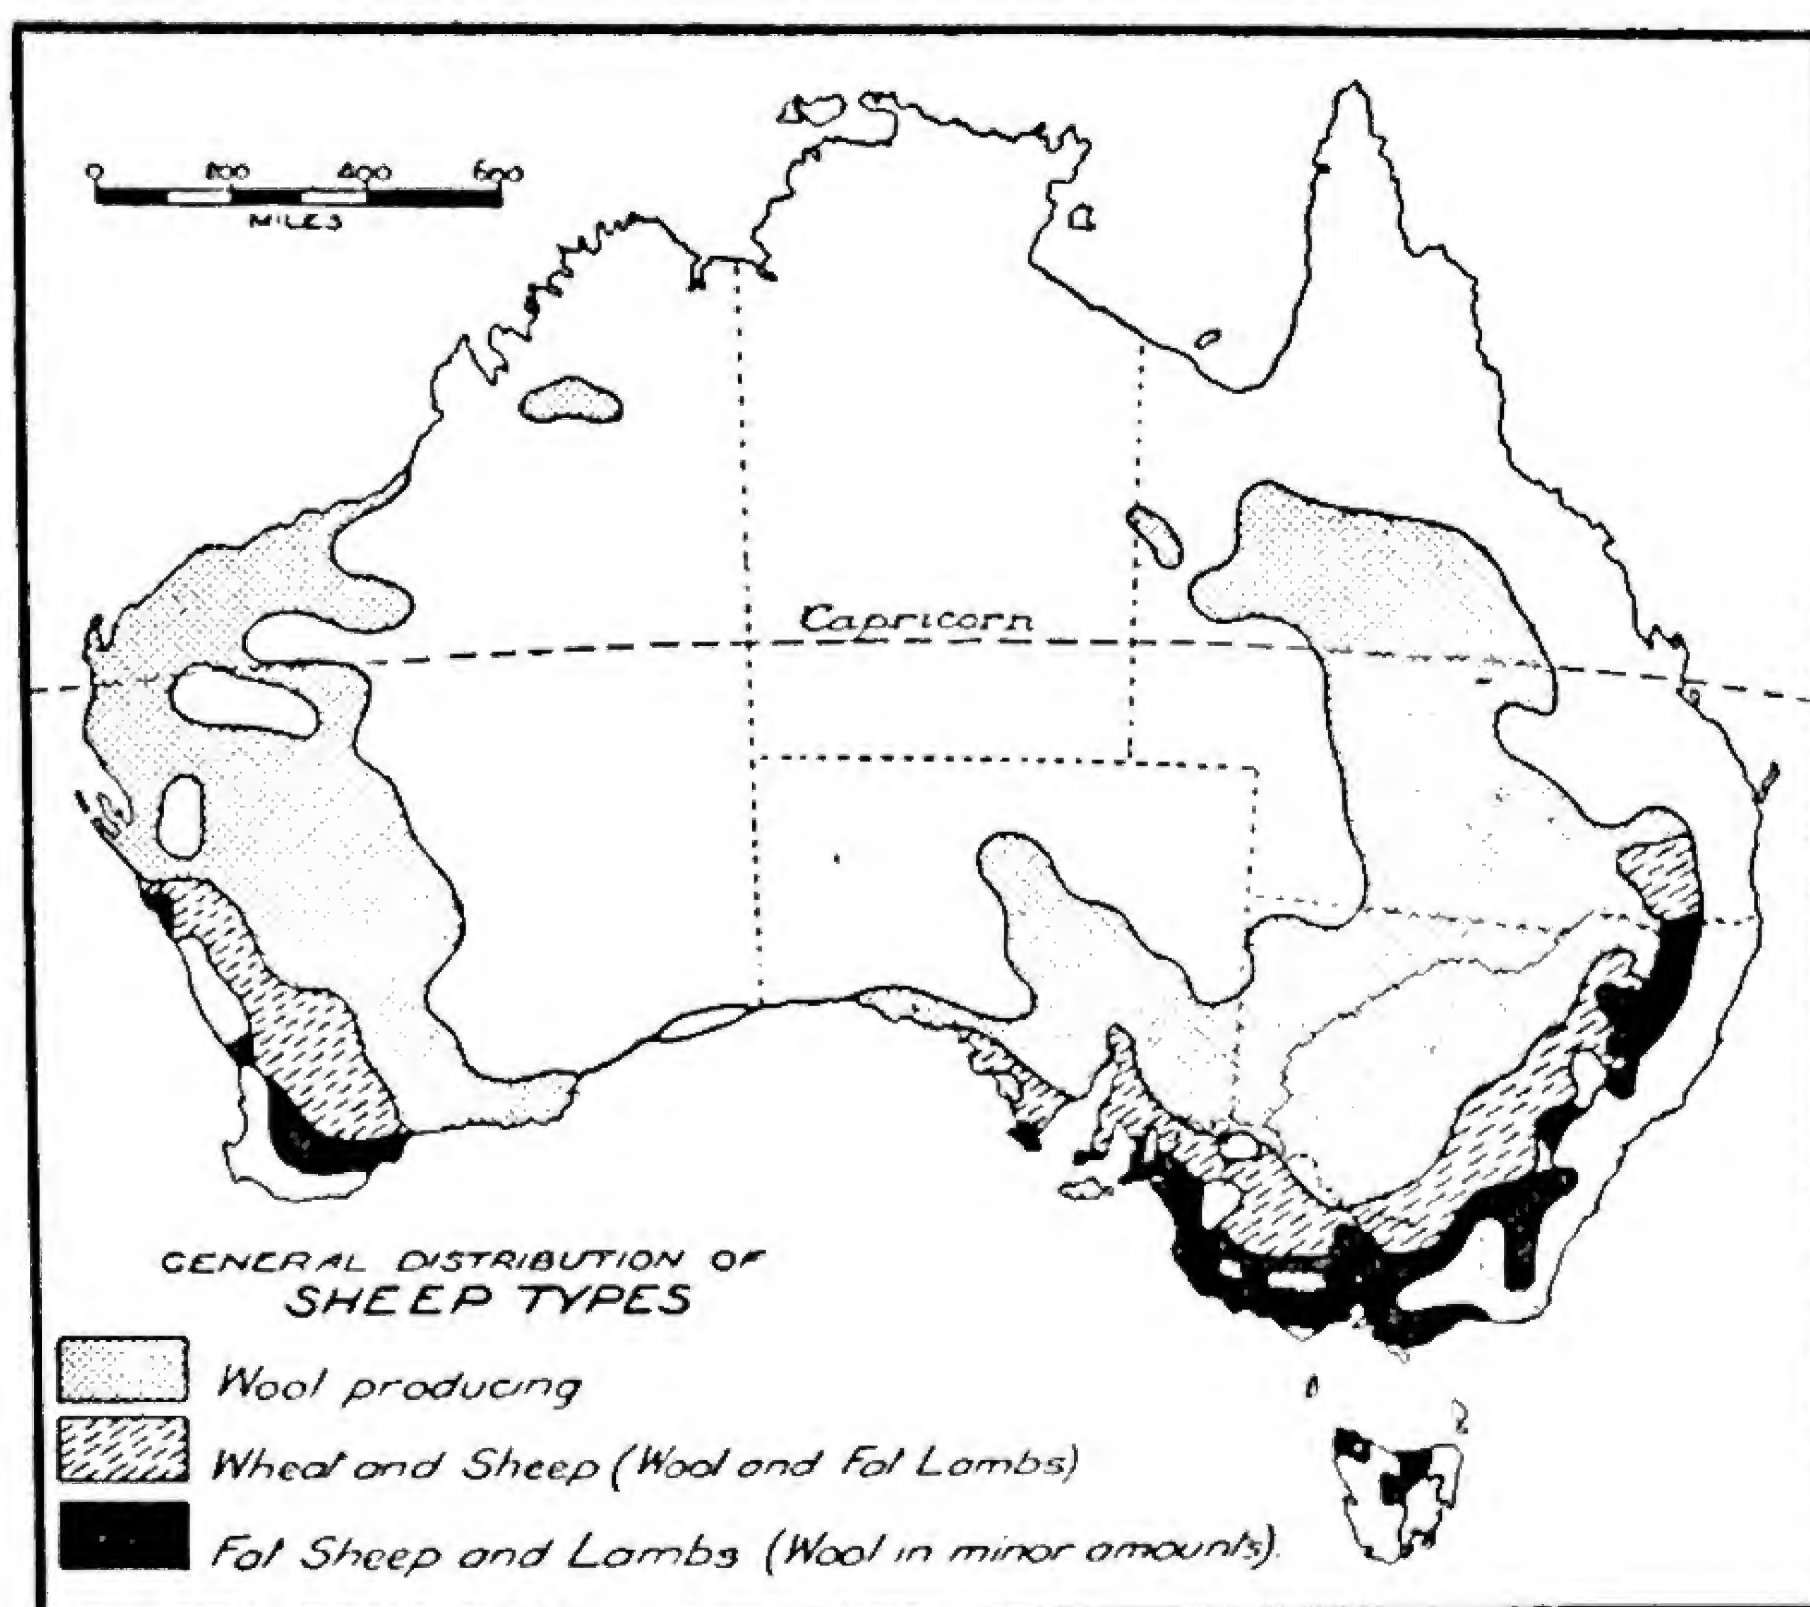 0 200 400 600
MILES
Capricorn
GENERAL DISTRIBUTION OF
SHEEP TYPES
Wool producing
Wheat and Sheep (Wool and Fat Lambs)
Fat Sheep and Lambs (Wool in minor amounts).